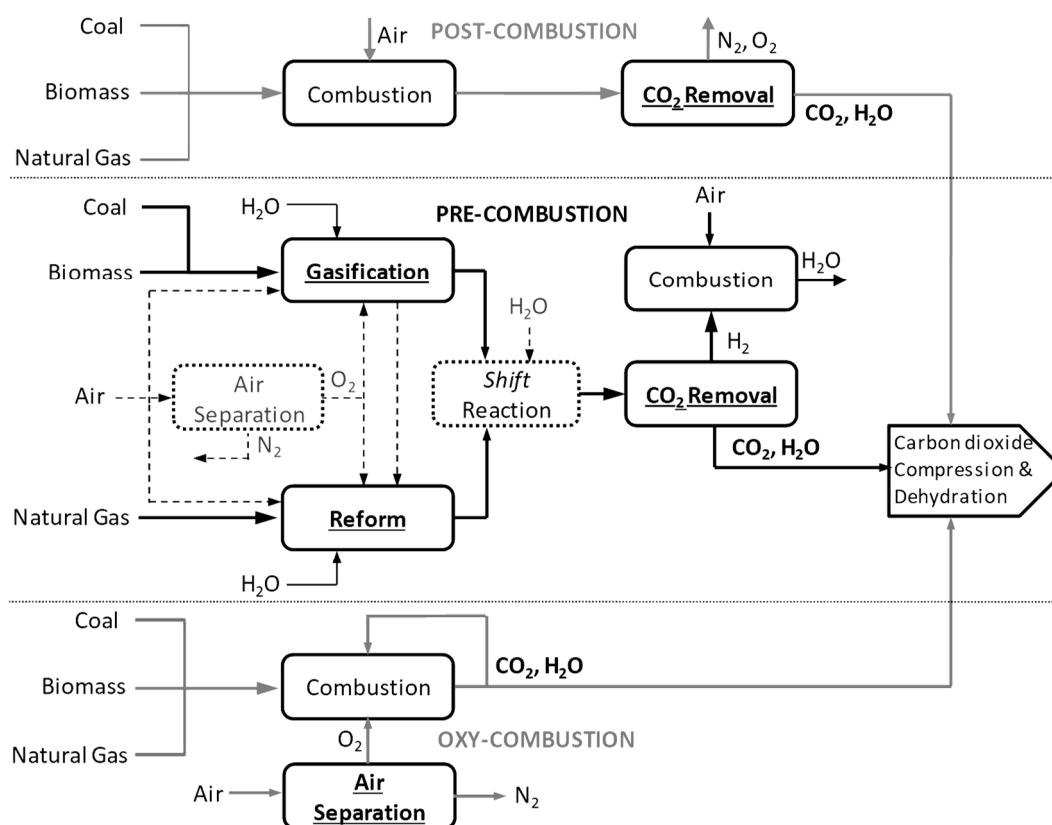 Coal
Air
POST-COMBUSTION
N₂, O₂
Biomass
Combustion
CO₂ Removal
CO₂, H₂O
Natural Gas
Coal
H₂O
PRE-COMBUSTION
Air
Biomass
Gasification
Combustion
H₂O
H₂O
H₂
Air
Air
Separation
O₂
N₂
Shift
Reaction
CO₂ Removal
CO₂, H₂O
Carbon dioxide
Compression &
Dehydration
Natural Gas
Reform
H₂O
Coal
Biomass
Combustion
CO₂, H₂O
Natural Gas
O₂
OXY-COMBUSTION
Air
Air
Separation
N₂